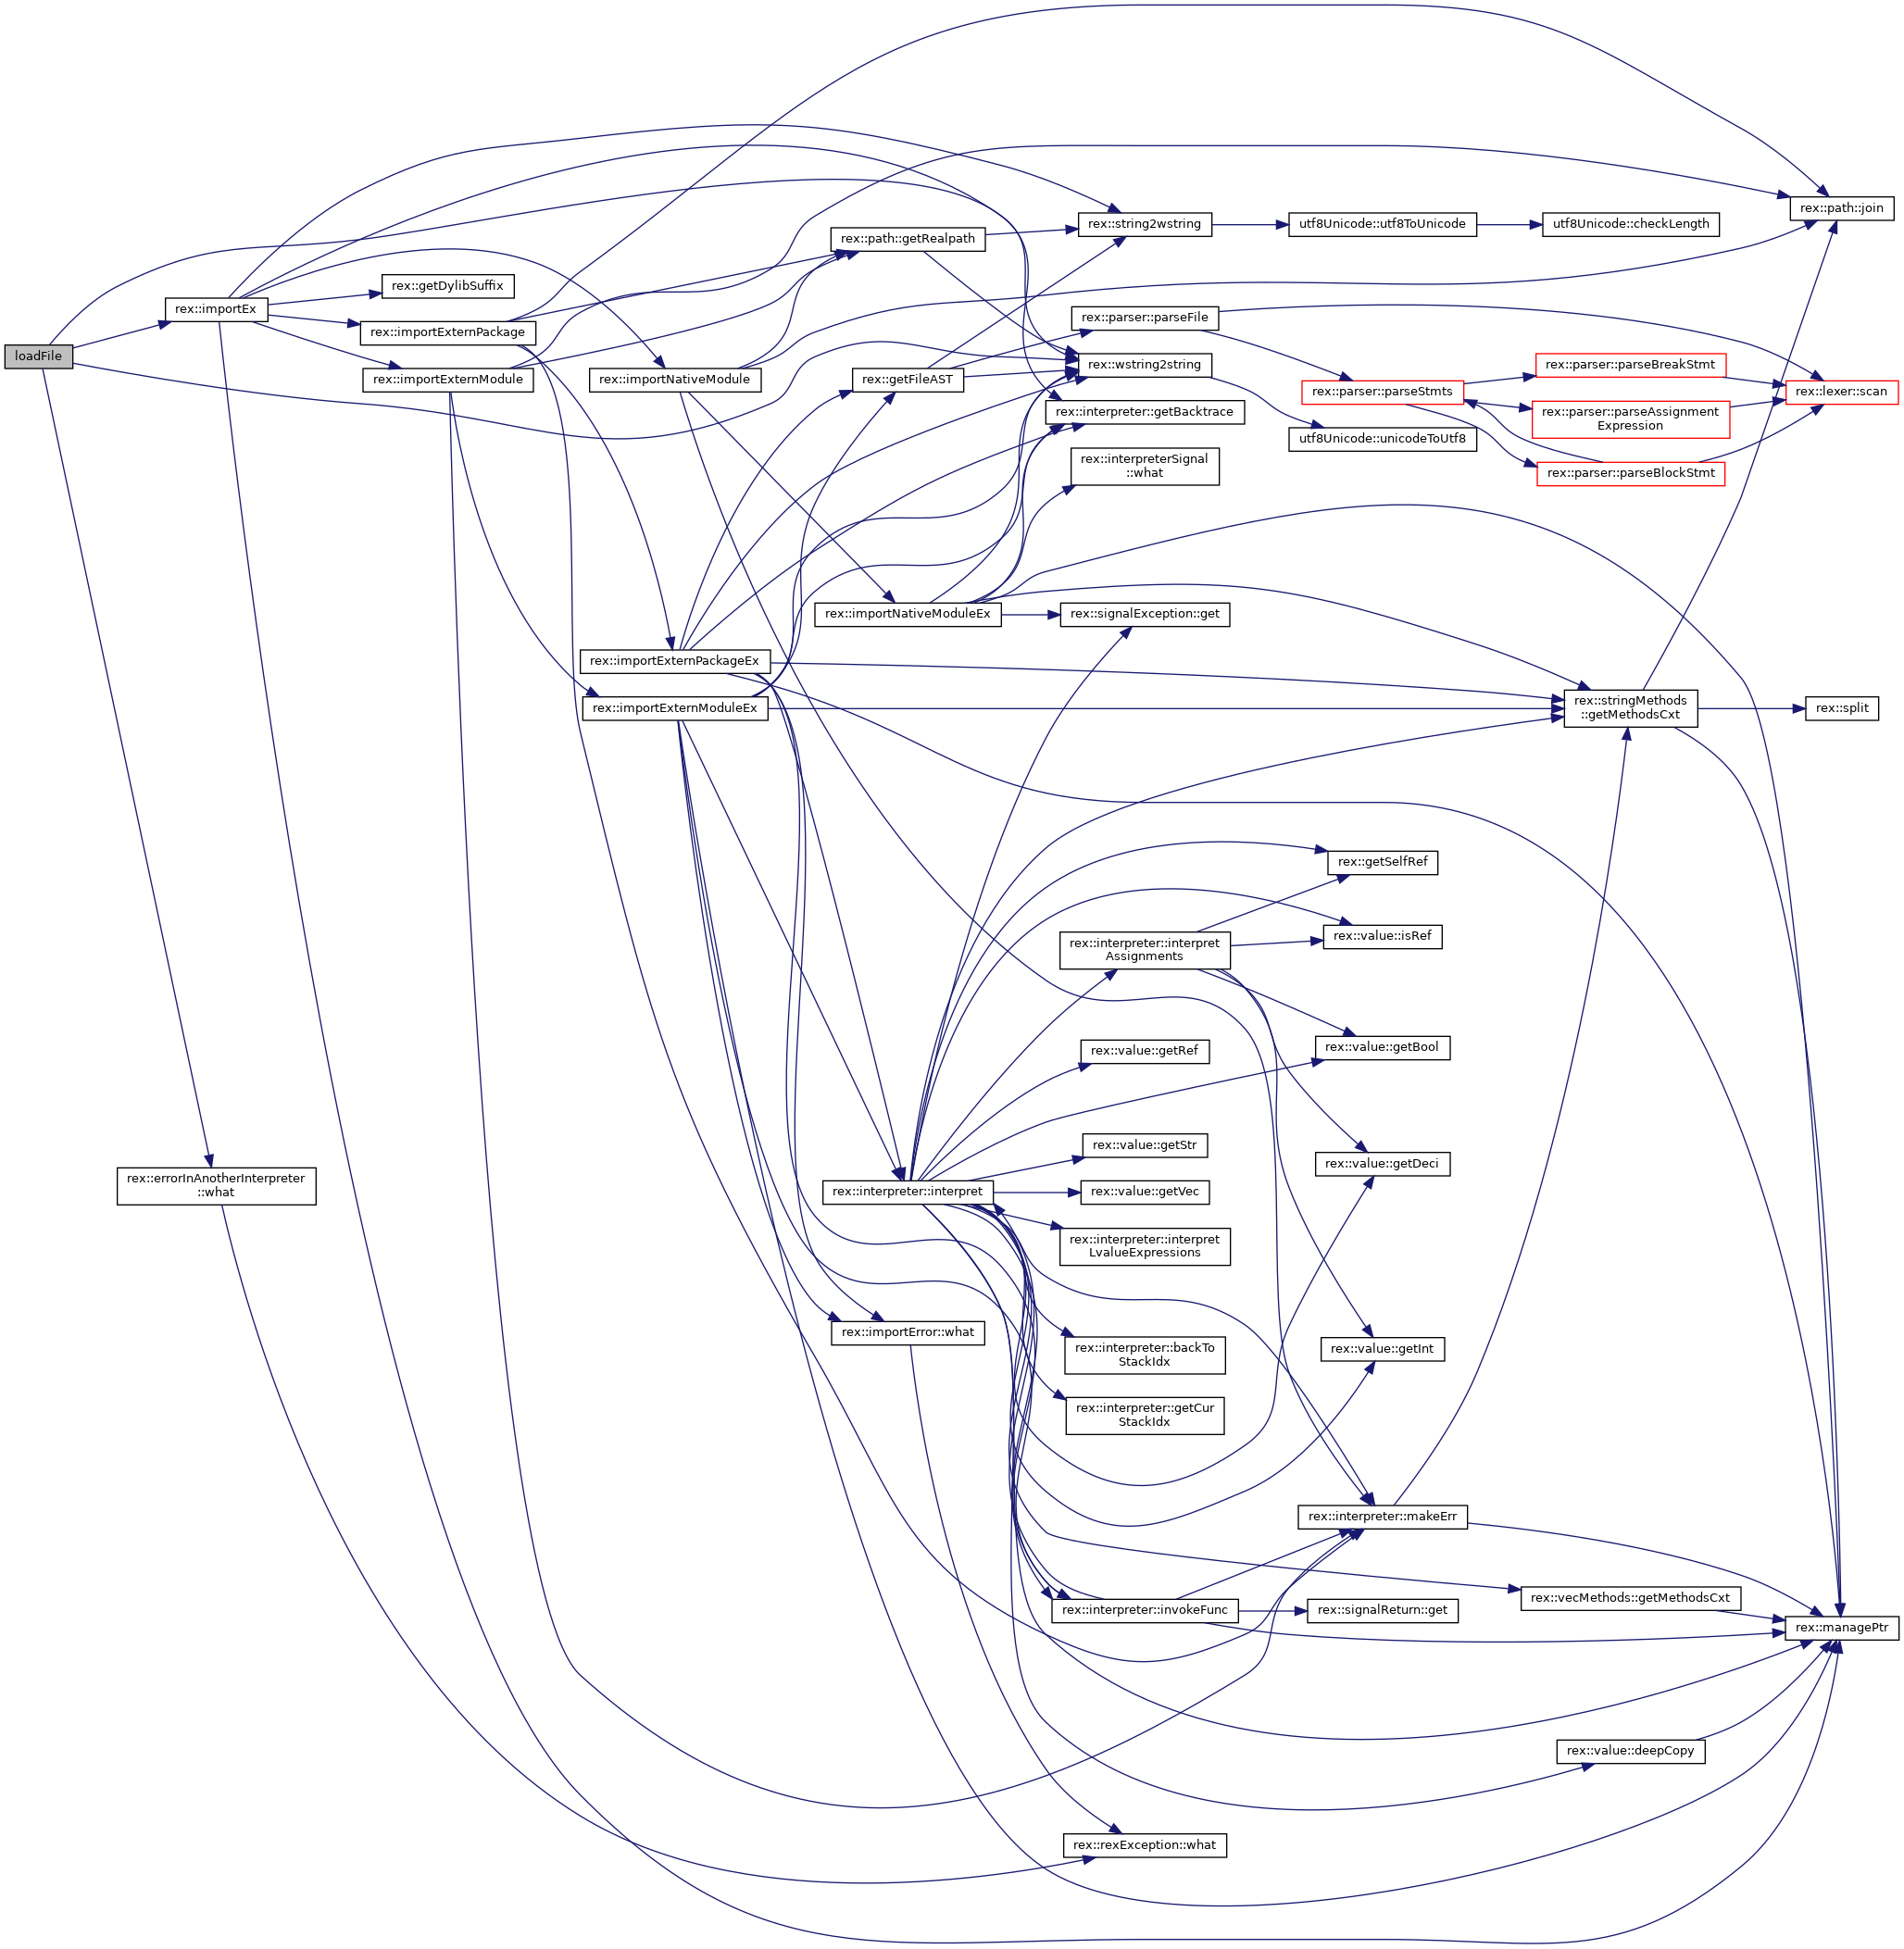 rex::path::join
rex::string2wstring
utf8Unicode::utf8ToUnicode
utf8Unicode::checkLength
rex::path::getRealpath
rex::getDylibSuffix
rex::importEx
rex::importExternPackage
rex::parser::parseFile
loadFile
rex::wstring2string
rex::parser::parseBreakStmt
rex::importExternModule
rex::importNativeModule
rex::getFileAST
rex::parser::parseStmts
rex::lexer::scan
rex::interpreter::getBacktrace
rex::parser::parseAssignment
Expression
utf8Unicode::unicodeToUtf8
rex::interpreterSignal
::what
rex::parser::parseBlockStmt
rex::importNativeModuleEx
rex::signalException::get
rex::importExternPackageEx
rex::importExternModuleEx
rex::stringMethods
::getMethodsCxt
rex::split
rex::getSelfRef
rex::value::isRef
rex::interpreter::interpret
Assignments
rex::value::getRef
rex::value::getBool
rex::value::getStr
rex::value::getDeci
rex::errorInAnotherInterpreter
::what
rex::interpreter::interpret
rex::value::getVec
rex::interpreter::interpret
LvalueExpressions
rex::importError::what
rex::interpreter::backTo
StackIdx
rex::value::getInt
rex::interpreter::getCur
StackIdx
rex::interpreter::makeErr
rex::vecMethods::getMethodsCxt
rex::interpreter::invokeFunc
rex::signalReturn::get
rex::managePtr
rex::value::deepCopy
rex::rexException::what